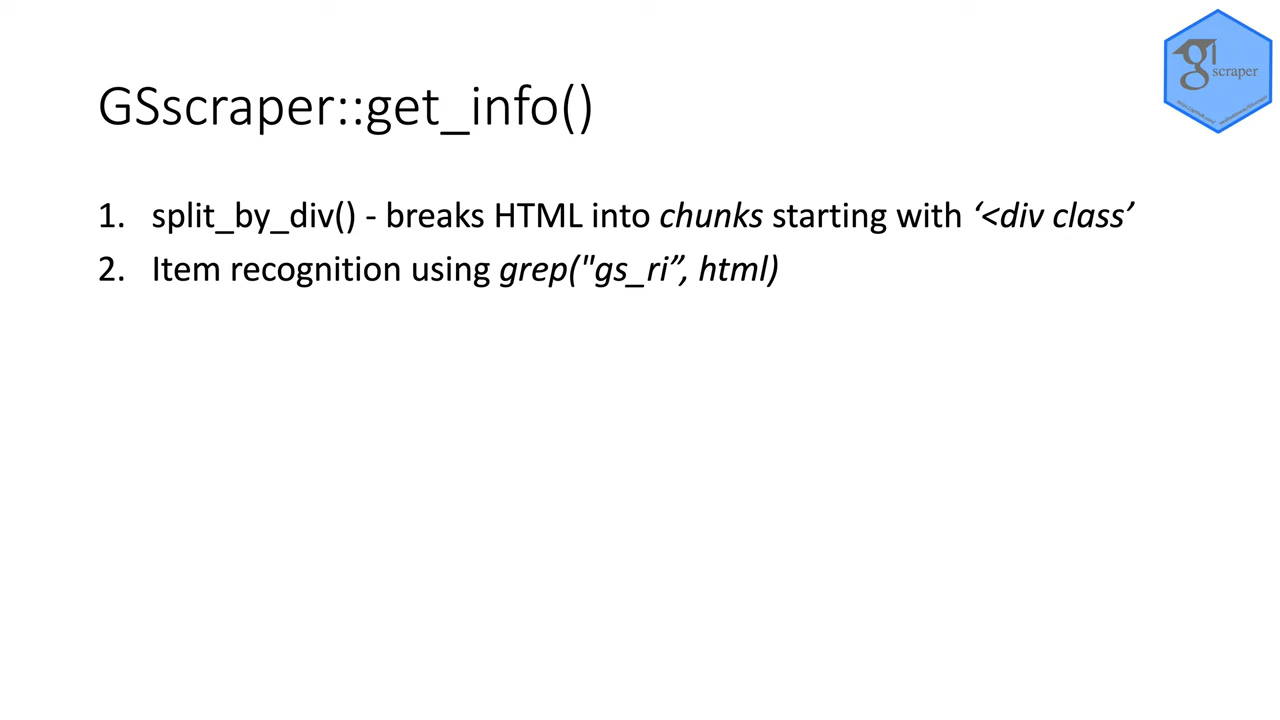 g scraper
GSscraper::get_info()
1. split_by_div() - breaks HTML into chunks starting with ‘<div class’
2. Item recognition using grep("gs_ri”, html)